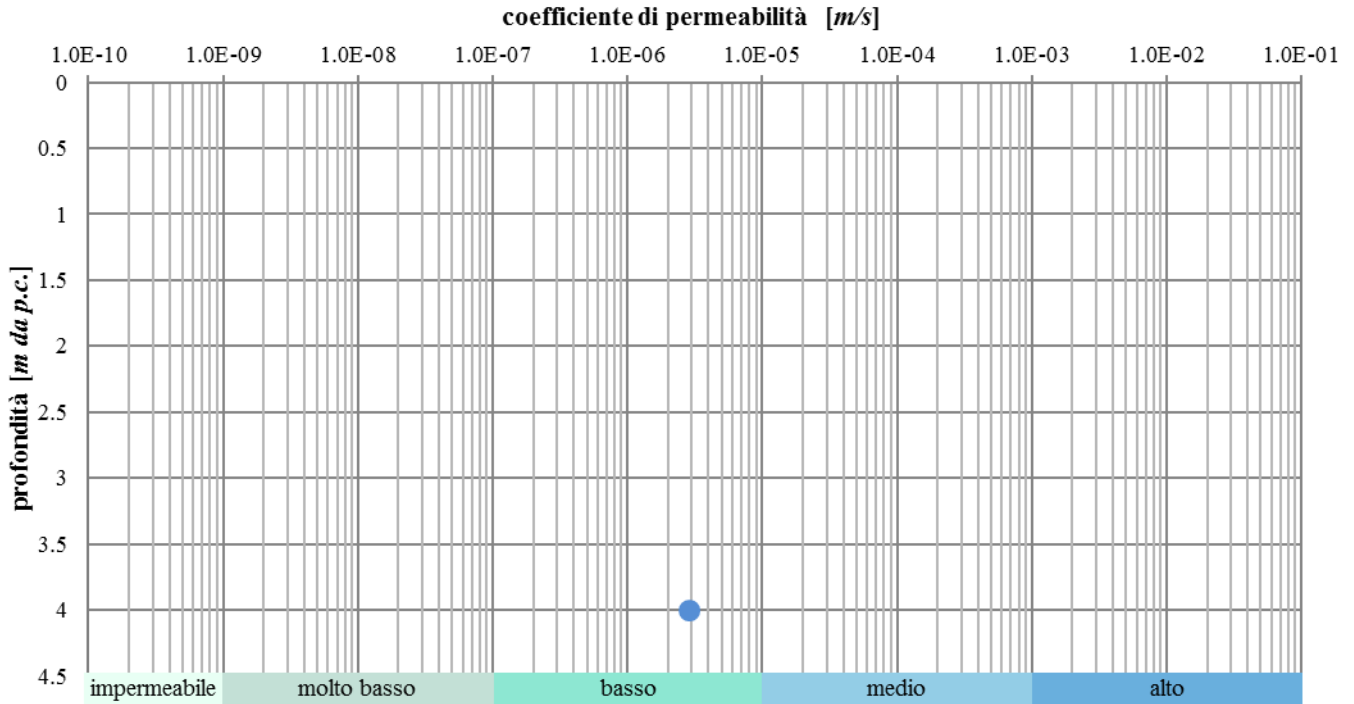 coefficiente di permeabilità [m/s]
1.0E-10 1.0E-09 1.0E-08 1.0E-07 1.0E-06 1.0E-05 1.0E-04 1.0E-03 1.0E-02 1.0E-01
profondità [m da p.c.]
0
0.5
1
1.5
2
2.5
3
3.5
4
4.5
impermeabile molto basso basso medio alto